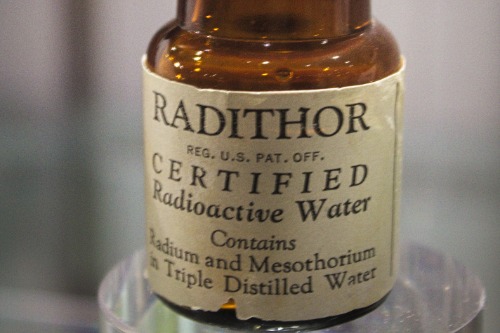 RADITHOR
REG. U.S. PAT. OFF.
CERTIFIED
Radioactive Water
Contains
Radium and Mesothorium
in Triple Distilled Water